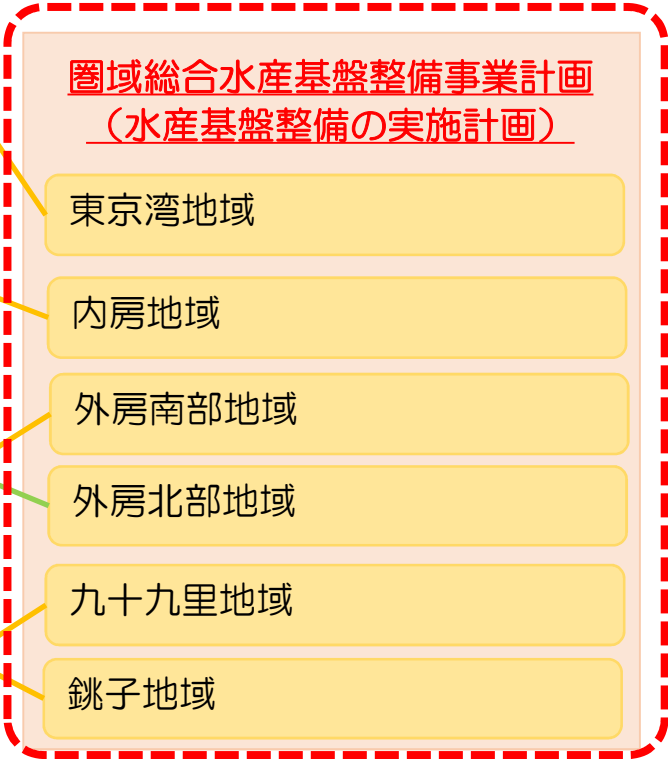 圏域総合水産基盤整備事業計画
（水産基盤整備の実施計画）
東京湾地域
内房地域
外房南部地域
外房北部地域
九十九里地域
銚子地域